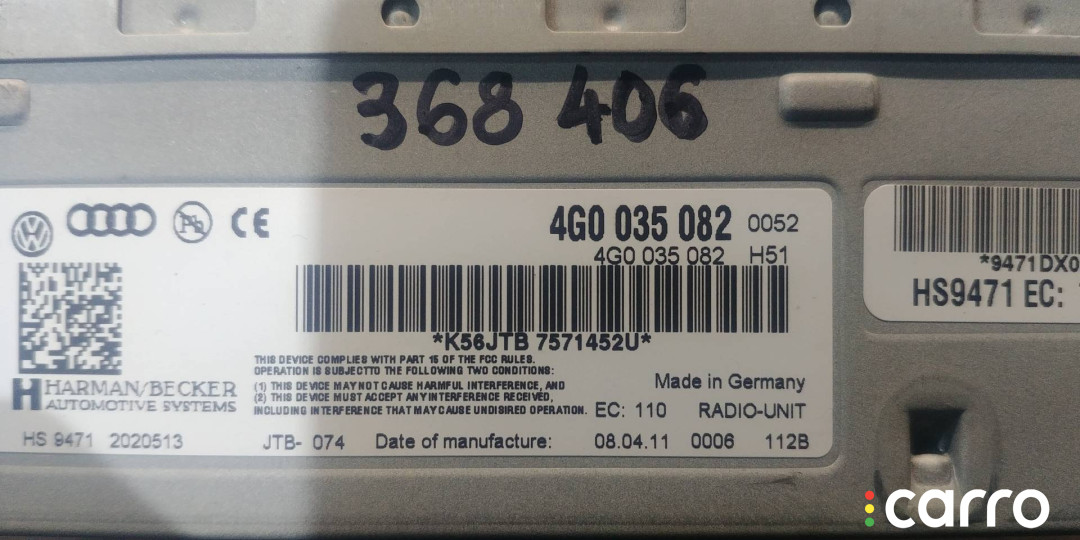 368 406
4G0 035 082 0052
4G0 035 082 H51
*K56JTB 7571452U*
THIS DEVICE COMPLIES WITH PART 15 OF THE FCC RULES.
OPERATION IS SUBJECTTO THE FOLLOWING TWO CONDITIONS:
(1) THIS DEVICE MAY NOT CAUSE HARMFUL INTERFERENCE, AND
(2) THIS DEVICE MUST ACCEPT ANY INTERFERENCE RECEIVED,
INCLUDING INTERFERENCE THAT MAY CAUSE UNDISIRED OPERATION.
HARMAN/BECKER
AUTOMOTIVE SYSTEMS
Made in Germany
EC: 110 RADIO-UNIT
HS 9471 2020513 JTB- 074 Date of manufacture: 08.04.11 0006 112B
*9471DX0
HS9471 EC:
carro